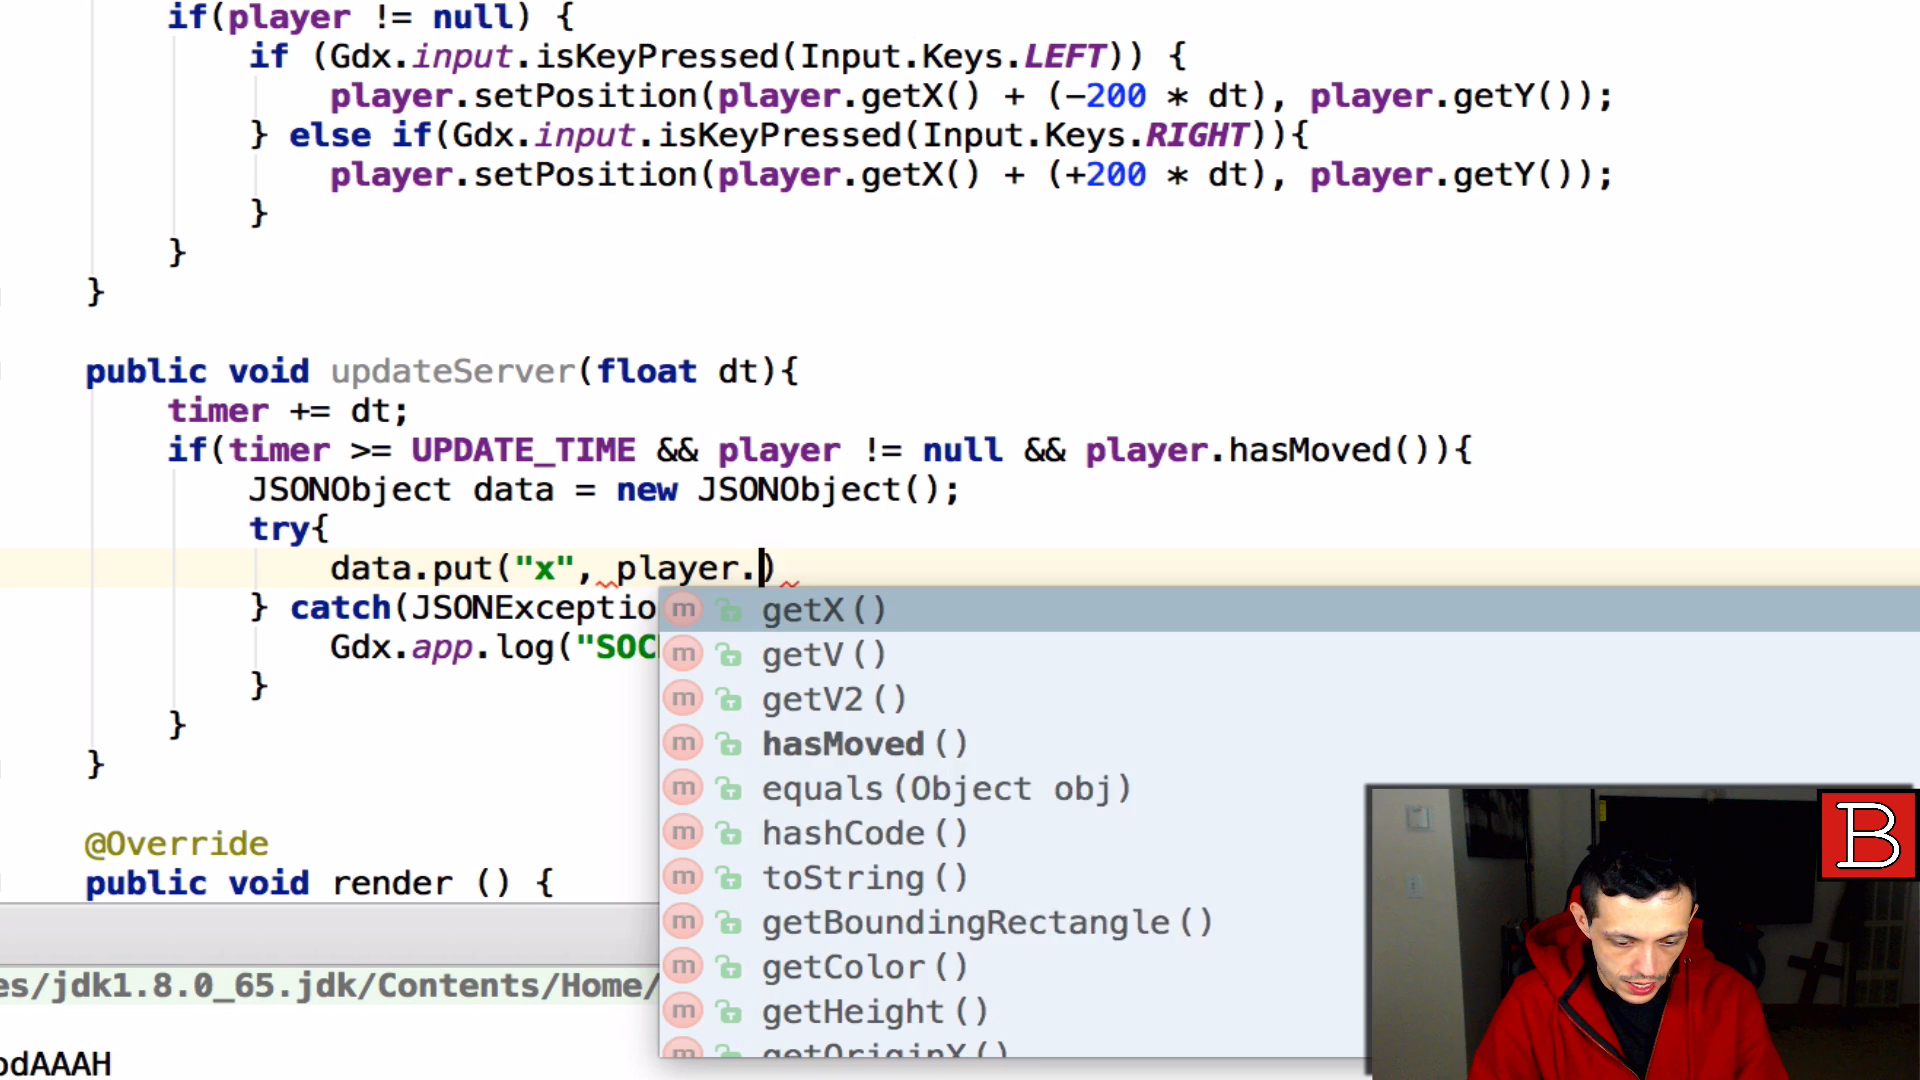 if(player != null) {
if (Gdx.input.isKeyPressed(Input.Keys.LEFT)) {
player.setPosition(player.getX() + (-200 * dt), player.getY());
} else if(Gdx.input.isKeyPressed(Input.Keys.RIGHT)){
player.setPosition(player.getX() + (+200 * dt), player.getY());
}
}
}
public void updateServer(float dt){
timer += dt;
if(timer >= UPDATE_TIME && player != null && player.hasMoved()){
JSONObject data = new JSONObject();
try{
data.put("x", player.)
} catch(JSONExceptio
Gdx.app.log("SOC
}
}
}
@Override
public void render () {
m getX()
m getV()
m getV2()
m hasMoved()
m equals(Object obj)
m hashCode()
m toString()
m getBoundingRectangle()
m getColor()
m getHeight()
m getOriginX()
es/jdk1.8.0_65.jdk/Contents/Home/
odAAAH
B